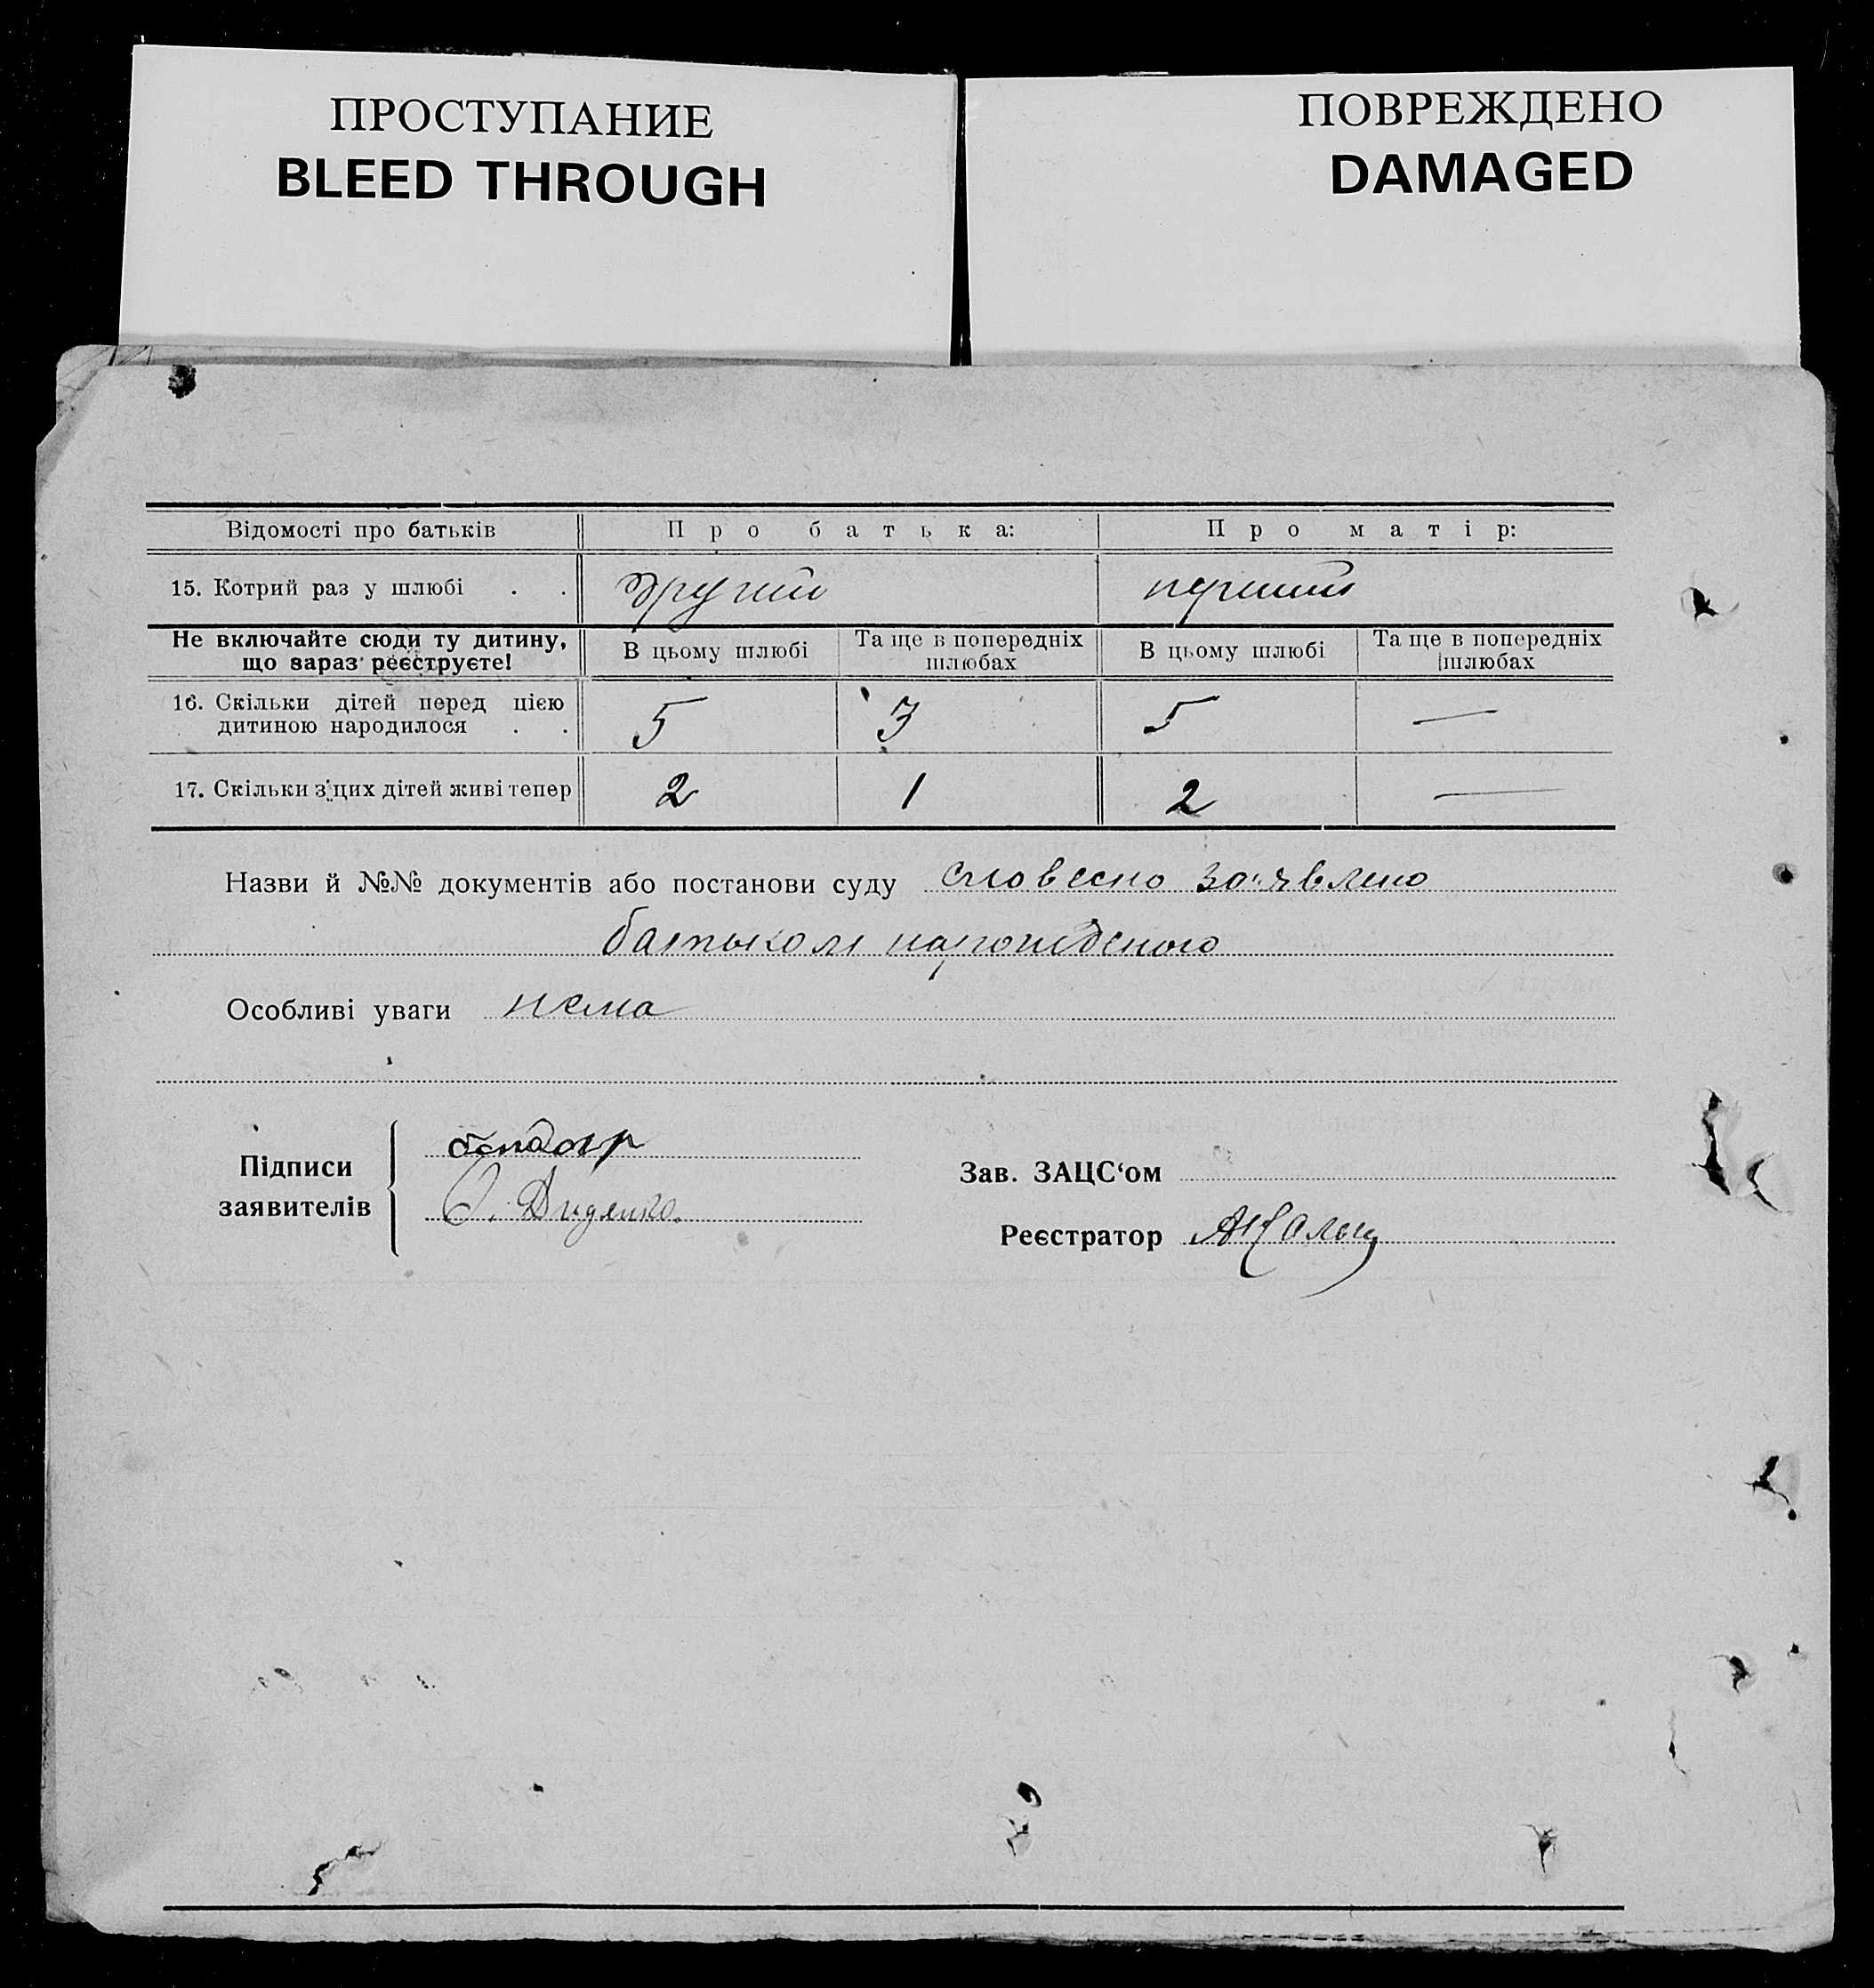 ПРОСТУПАНИЕ
BLEED THROUGH
ПОВРЕЖДЕНО
DAMAGED
Відомості про батьків Про батька: Про матір:
15. Котрий раз у шлюбі . . другий перший
Не включайте сюди ту дитину, що зараз реєструєте! В цьому шлюбі Та ще в попередніх шлюбах В цьому шлюбі Та ще в попередніх шлюбах
16. Скільки дітей перед цією дитиною народилося . . 5 3 5 —
17. Скільки з цих дітей живі тепер 2 1 2 —
Назви й №№ документів або постанови суду словесно заявлено
батьком народженого
Особливі уваги нема
Підписи заявителів
Диденко.
Зав. ЗАЦС‘ом
Реєстратор